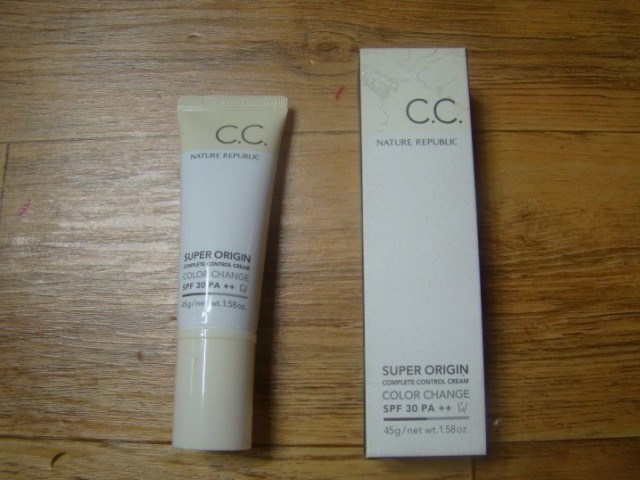 C.C.
NATURE REPUBLIC
SUPER ORIGIN
COMPLETE CONTROL CREAM
COLOR CHANGE
SPF 30 PA ++
45g/net wt.1.58oz.
C.C.
NATURE REPUBLIC
SUPER ORIGIN
COMPLETE CONTROL CREAM
COLOR CHANGE
SPF 30 PA ++
45g/net wt.1.58oz.